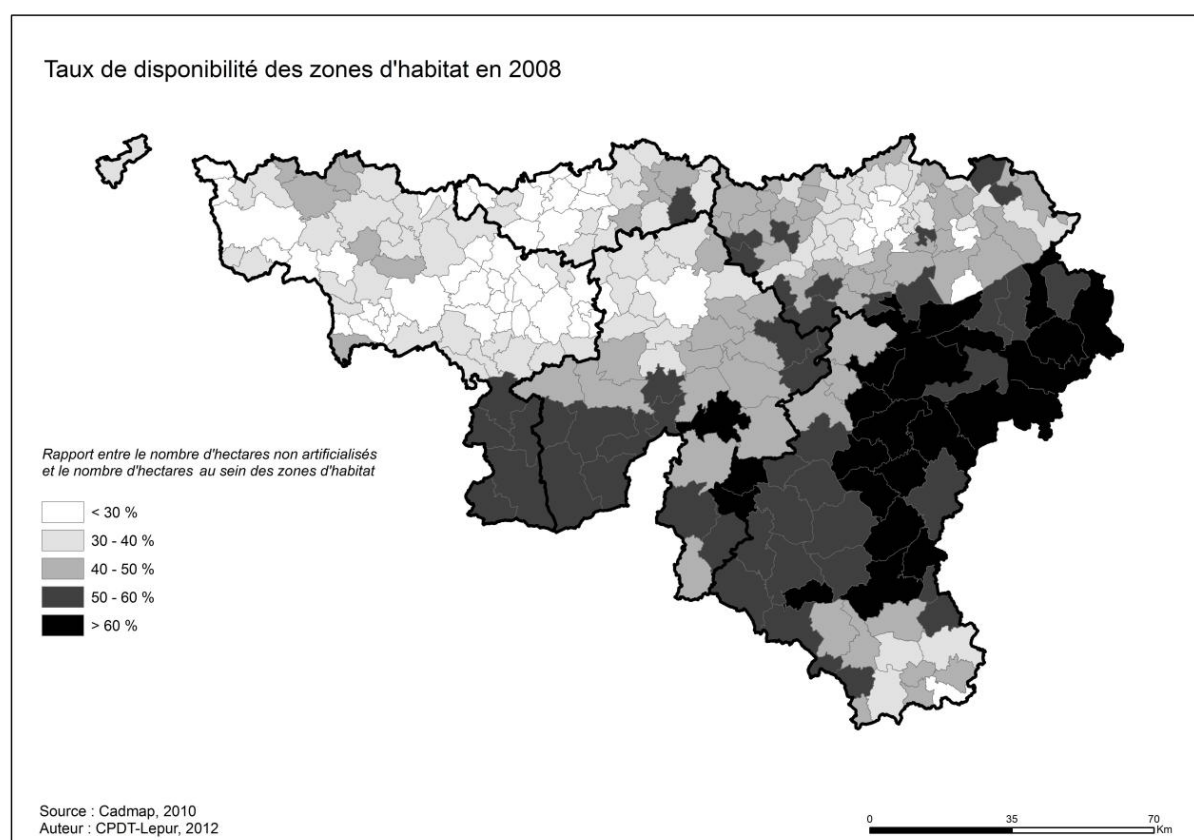 Taux de disponibilité des zones d'habitat en 2008
Rapport entre le nombre d'hectares non artificialisés
et le nombre d'hectares au sein des zones d'habitat
< 30 %
30 - 40 %
40 - 50 %
50 - 60 %
> 60 %
Source : Cadmap, 2010
Auteur : CPDT-Lepur, 2012
0 35 70
Km